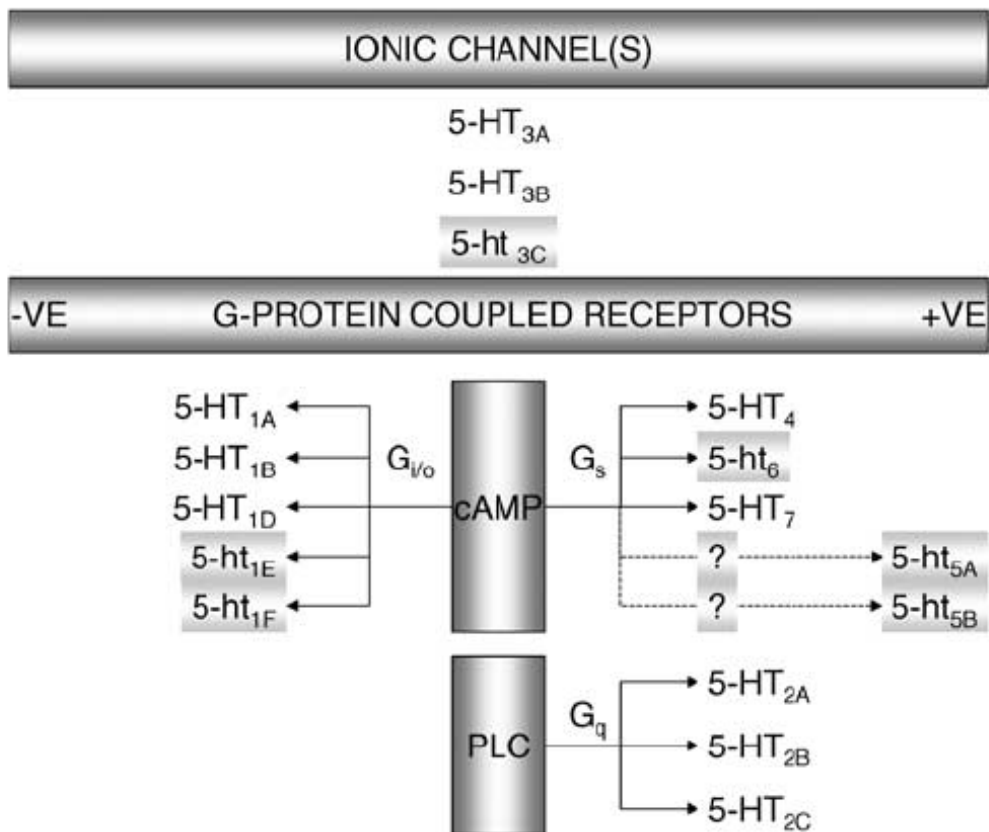 IONIC CHANNEL(S)
5-HT3A
5-HT3B
5-ht 3C
-VE G-PROTEIN COUPLED RECEPTORS +VE
5-HT1A
5-HT1B
5-HT1D
5-ht1E
5-ht1F
Gi/o
cAMP
Gs
5-HT4
5-ht6
5-HT7
? 5-ht5A
? 5-ht5B
PLC
Gq
5-HT2A
5-HT2B
5-HT2C